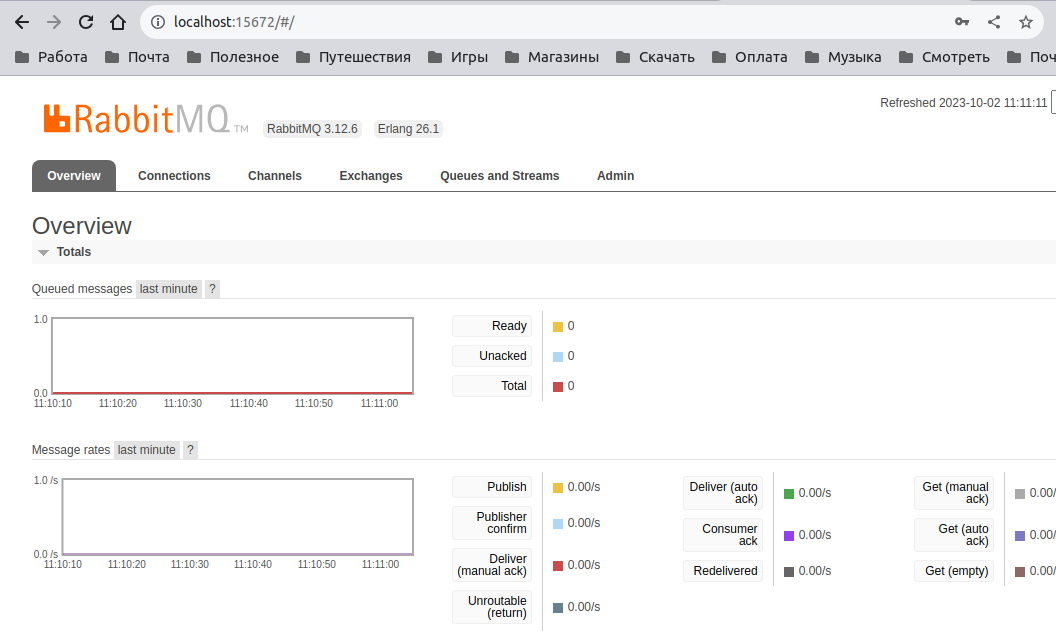 localhost:15672/#/
Работа Почта Полезное Путешествия Игры Магазины Скачать Оплата Музыка Смотреть Поч
Refreshed 2023-10-02 11:11:11
RabbitMQ TM RabbitMQ 3.12.6 Erlang 26.1
Overview Connections Channels Exchanges Queues and Streams Admin
Overview
Totals
Queued messages last minute ?
1.0
0.0
11:10:10 11:10:20 11:10:30 11:10:40 11:10:50 11:11:00
Ready 0
Unacked 0
Total 0
Message rates last minute ?
1.0 /s
0.0 /s
11:10:10 11:10:20 11:10:30 11:10:40 11:10:50 11:11:00
Publish 0.00/s
Publisher
confirm 0.00/s
Deliver
(manual ack) 0.00/s
Unroutable
(return) 0.00/s
Deliver (auto
ack) 0.00/s
Consumer
ack 0.00/s
Redelivered 0.00/s
Get (manual
ack) 0.00/
Get (auto
ack) 0.00/
Get (empty) 0.00/